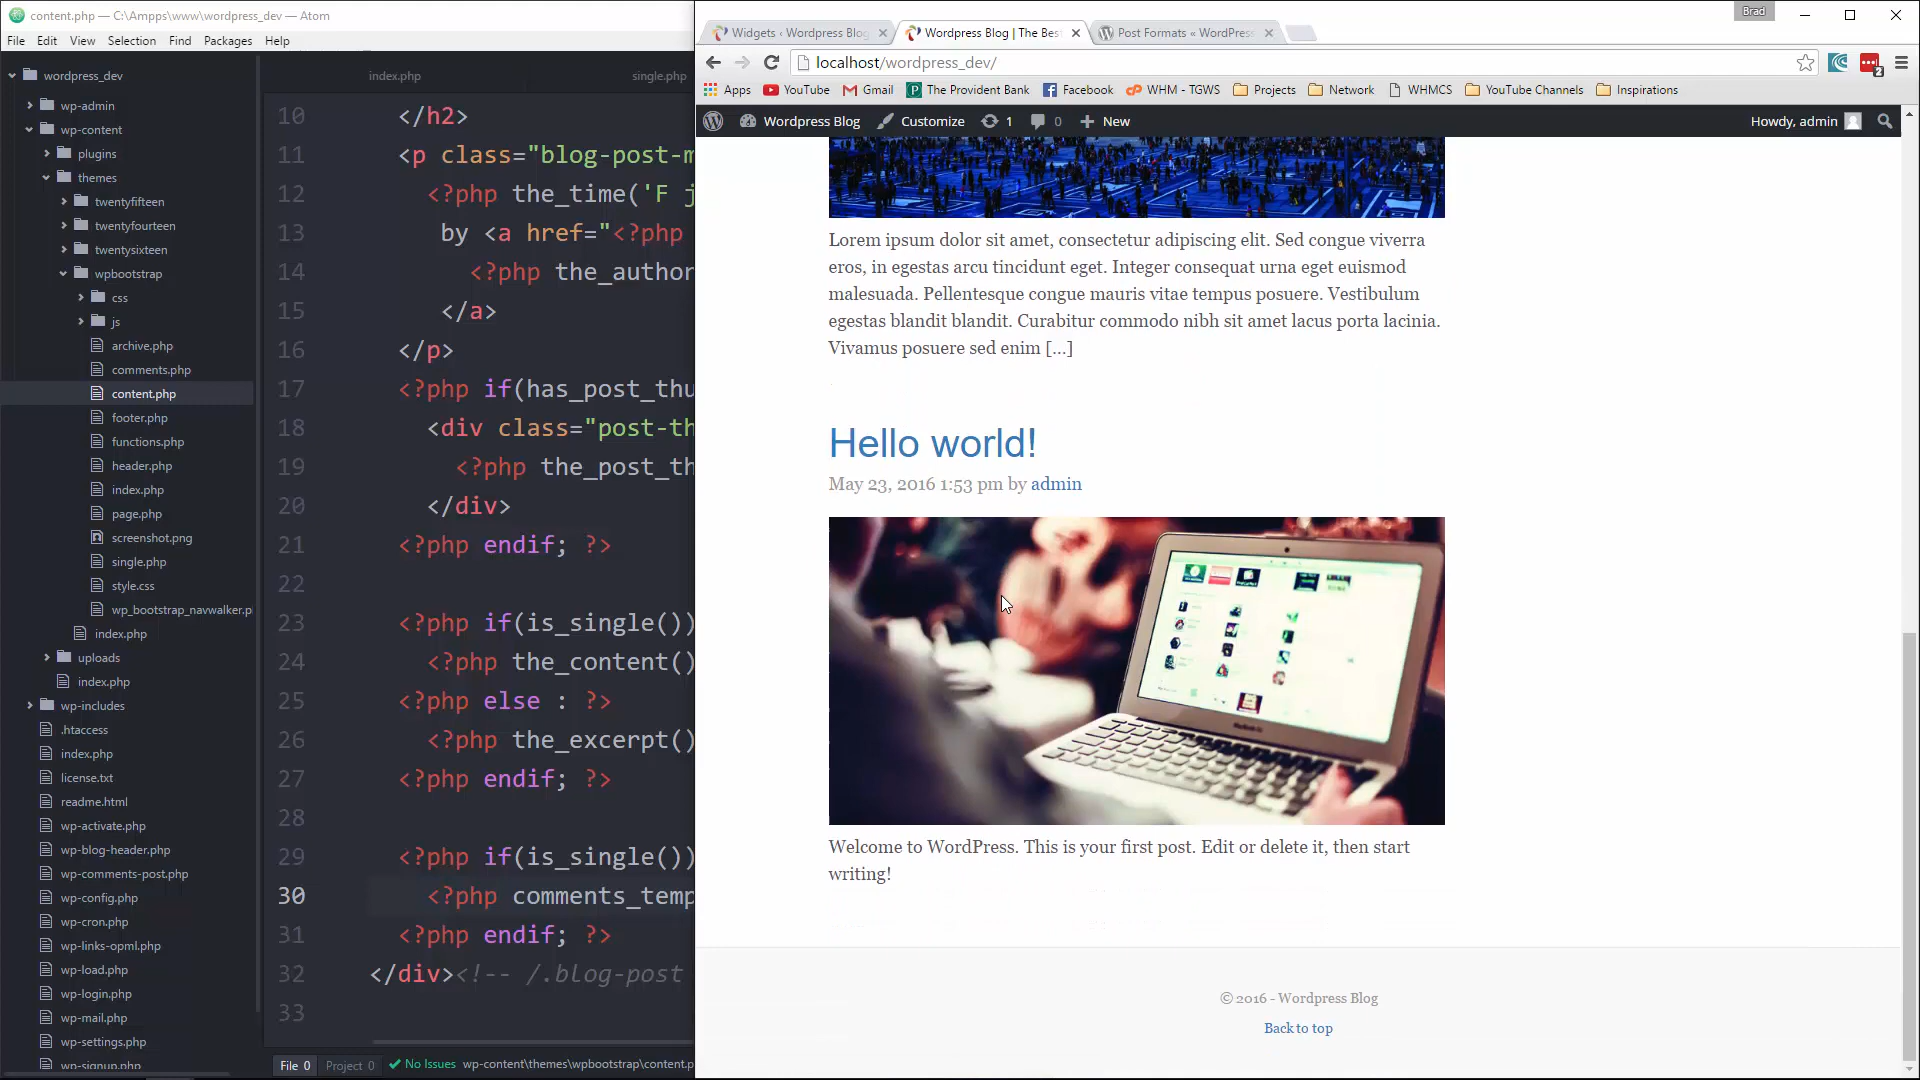 content.php — C:\Ampps\www\wordpress_dev — Atom
File Edit View Selection Find Packages Help
wordpress_dev
wp-admin
wp-content
plugins
themes
twentyfifteen
twentyfourteen
twentysixteen
wpbootstrap
css
js
archive.php
comments.php
content.php
footer.php
functions.php
header.php
index.php
page.php
screenshot.png
single.php
style.css
wp_bootstrap_navwalker.p
index.php
uploads
index.php
wp-includes
.htaccess
index.php
license.txt
readme.html
wp-activate.php
wp-blog-header.php
wp-comments-post.php
wp-config.php
wp-cron.php
wp-links-opml.php
wp-load.php
wp-login.php
wp-mail.php
wp-settings.php
wp-signup.php
index.php single.php
10 </h2>
11 <p class="blog-post-m
12 <?php the_time('F j
13 by <a href="<?php
14 <?php the_author
15 </a>
16 </p>
17 <?php if(has_post_thu
18 <div class="post-th
19 <?php the_post_th
20 </div>
21 <?php endif; ?>
22
23 <?php if(is_single())
24 <?php the_content()
25 <?php else : ?>
26 <?php the_excerpt()
27 <?php endif; ?>
28
29 <?php if(is_single())
30 <?php comments_temp
31 <?php endif; ?>
32 </div><!-- /.blog-post
33
File 0 Project 0 No Issues wp-content\themes\wpbootstrap\content.p
Brad
Widgets ‹ Wordpress Blog Wordpress Blog | The Bes Post Formats « WordPress
localhost/wordpress_dev/
Apps YouTube Gmail The Provident Bank Facebook WHM - TGWS Projects Network WHMCS YouTube Channels Inspirations
2
Wordpress Blog Customize 1 0 New Howdy, admin
Lorem ipsum dolor sit amet, consectetur adipiscing elit. Sed congue viverra
eros, in egestas arcu tincidunt eget. Integer consequat urna eget euismod
malesuada. Pellentesque congue mauris vitae tempus posuere. Vestibulum
egestas blandit blandit. Curabitur commodo nibh sit amet lacus porta lacinia.
Vivamus posuere sed enim […]
Hello world!
May 23, 2016 1:53 pm by admin
Welcome to WordPress. This is your first post. Edit or delete it, then start
writing!
© 2016 - Wordpress Blog
Back to top